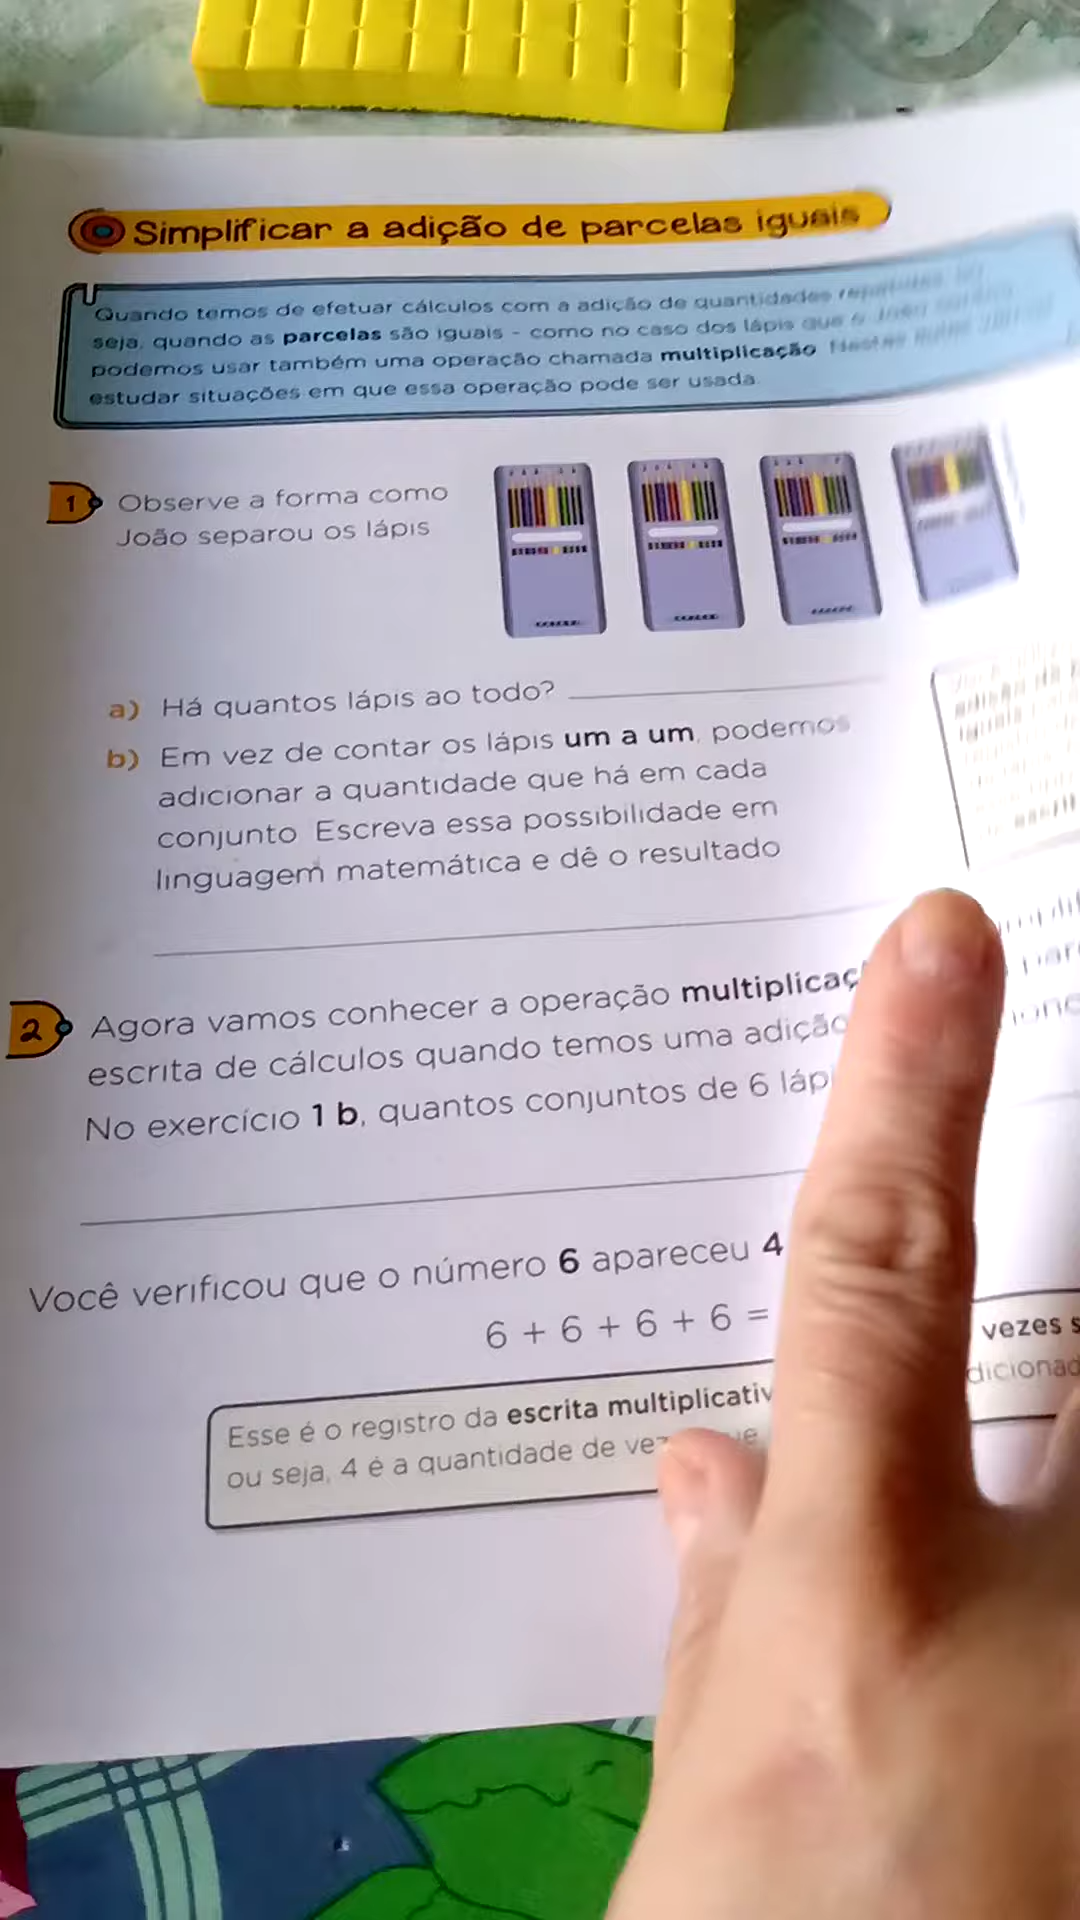 Simplificar a adição de parcelas iguais
Quando temos de efetuar cálculos com a adição de quantidades
seja, quando as parcelas são iguais - como no caso dos lápis que o João
podemos usar também uma operação chamada multiplicação
estudar situações em que essa operação pode ser usada
1 Observe a forma como
João separou os lápis
a) Há quantos lápis ao todo?
b) Em vez de contar os lápis um a um, podemos
adicionar a quantidade que há em cada
conjunto Escreva essa possibilidade em
linguagem matemática e dê o resultado
2 Agora vamos conhecer a operação multiplicaç
escrita de cálculos quando temos uma adição
No exercício 1 b, quantos conjuntos de 6 láp
Você verificou que o número 6 apareceu 4
6 + 6 + 6 + 6 =
Esse é o registro da escrita multiplicativ
vezes s
ou seja, 4 é a quantidade de vez
dicionad